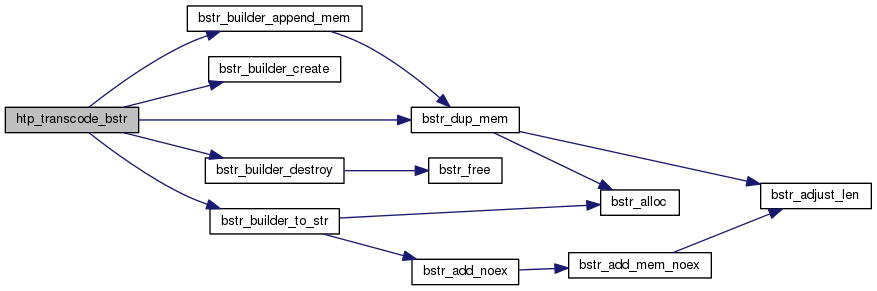 bstr_builder_append_mem
bstr_builder_create
htp_transcode_bstr
bstr_dup_mem
bstr_builder_destroy
bstr_free
bstr_alloc
bstr_adjust_len
bstr_builder_to_str
bstr_add_noex
bstr_add_mem_noex